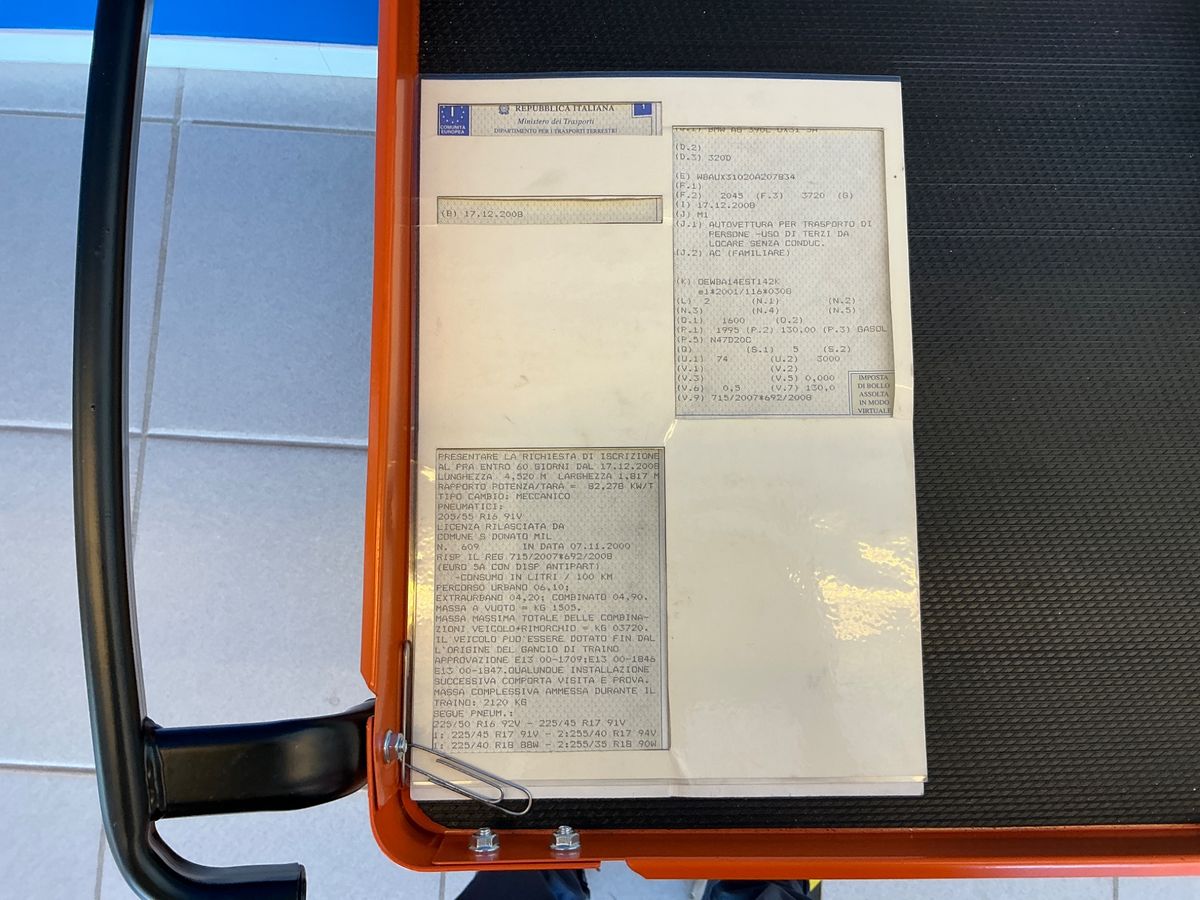 COMUNITA
EUROPEA
I
REPUBBLICA ITALIANA
Ministero dei Trasporti
DIPARTIMENTO PER I TRASPORTI TERRESTRI
1
(B) 17.12.2008
(D.2)
(D.3) 320D
(E) WBAUX31020A207834
(F.1)
(F.2) 2045 (F.3) 3720 (G)
(I) 17.12.2008
(J) M1
(J.1) AUTOVETTURA PER TRASPORTO DI
PERSONE -USO DI TERZI DA
LOCARE SENZA CONDUC.
(J.2) AC (FAMILIARE)
(K) OEWBA14EST142K
e1*2001/116*0308
(L) 2 (N.1) (N.2)
(N.3) (N.4) (N.5)
(O.1) 1600 (O.2)
(P.1) 1995 (P.2) 130,00 (P.3) GASOL
(P.5) N47D20C
(Q) (S.1) 5 (S.2)
(U.1) 74 (U.2) 3000
(V.1) (V.2)
(V.3) (V.5) 0,000
(V.6) 0,5 (V.7) 130,0
(V.9) 715/2007*692/2008
IMPOSTA
DI BOLLO
ASSOLTA
IN MODO
VIRTUALE
PRESENTARE LA RICHIESTA DI ISCRIZIONE
AL PRA ENTRO 60 GIORNI DAL 17.12.2008
LUNGHEZZA 4,520 M LARGHEZZA 1,817 M
RAPPORTO POTENZA/TARA = 82,278 KW/T
TIPO CAMBIO: MECCANICO
PNEUMATICI:
205/55 R16 91V
LICENZA RILASCIATA DA
COMUNE S DONATO MIL
N. 609 IN DATA 07.11.2000
RISP IL REG 715/2007*692/2008
(EURO 5A CON DISP ANTIPART)
-CONSUMO IN LITRI / 100 KM
PERCORSO URBANO 06,10;
EXTRAURBANO 04,20; COMBINATO 04,90.
MASSA A VUOTO = KG 1505.
MASSA MASSIMA TOTALE DELLE COMBINA-
ZIONI VEICOLO+RIMORCHIO = KG 03720.
IL VEICOLO PUO'ESSERE DOTATO FIN DAL
L'ORIGINE DEL GANCIO DI TRAINO
APPROVAZIONE E13 00-1709;E13 00-1846
E13 00-1847.QUALUNQUE INSTALLAZIONE
SUCCESSIVA COMPORTA VISITA E PROVA.
MASSA COMPLESSIVA AMMESSA DURANTE IL
TRAINO: 2120 KG
SEGUE PNEUM.:
225/50 R16 92V - 225/45 R17 91V
1: 225/45 R17 91V - 2:255/40 R17 94V
1: 225/40 R18 88W - 2:255/35 R18 90W